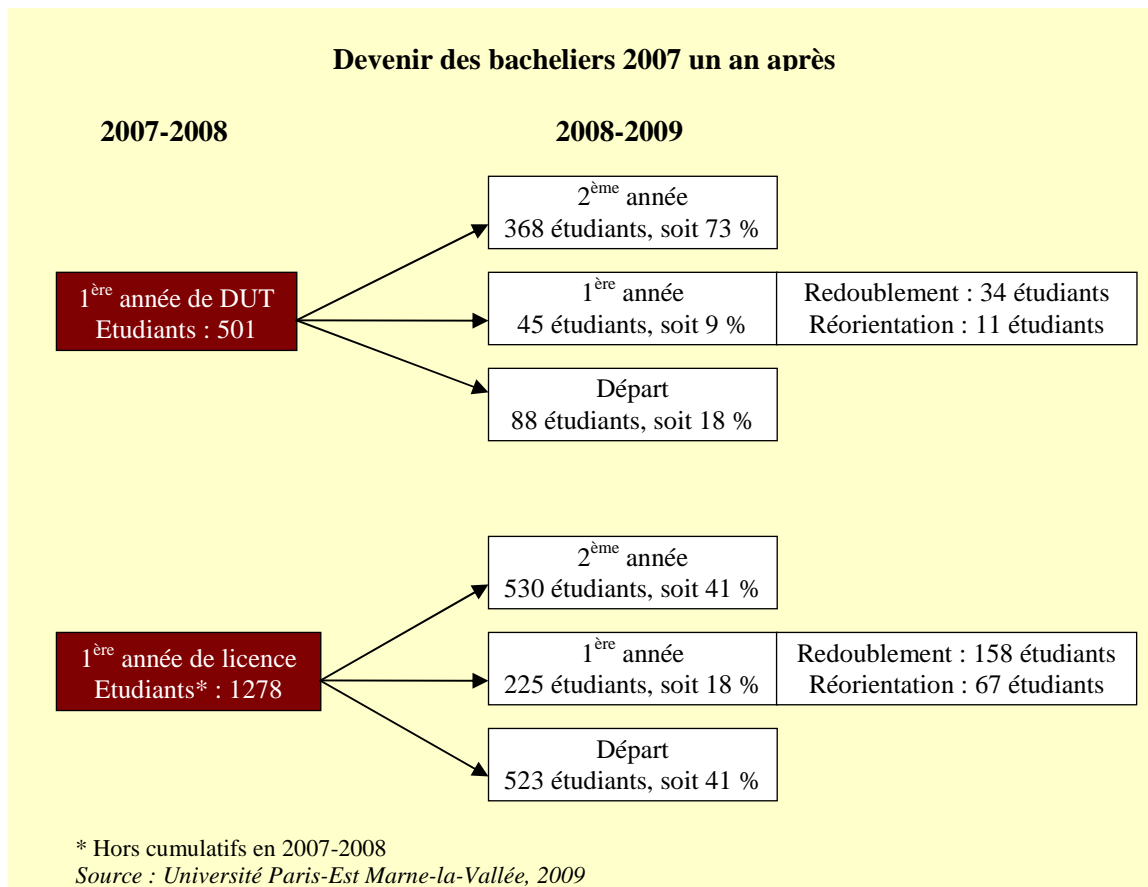 Devenir des bacheliers 2007 un an après
2007-2008
2008-2009
2ème année
368 étudiants, soit 73 %
1ère année de DUT
Etudiants : 501
1ère année
45 étudiants, soit 9 %
Redoublement : 34 étudiants
Réorientation : 11 étudiants
Départ
88 étudiants, soit 18 %
2ème année
530 étudiants, soit 41 %
1ère année de licence
Etudiants* : 1278
1ère année
225 étudiants, soit 18 %
Redoublement : 158 étudiants
Réorientation : 67 étudiants
Départ
523 étudiants, soit 41 %
* Hors cumulatifs en 2007-2008
Source : Université Paris-Est Marne-la-Vallée, 2009